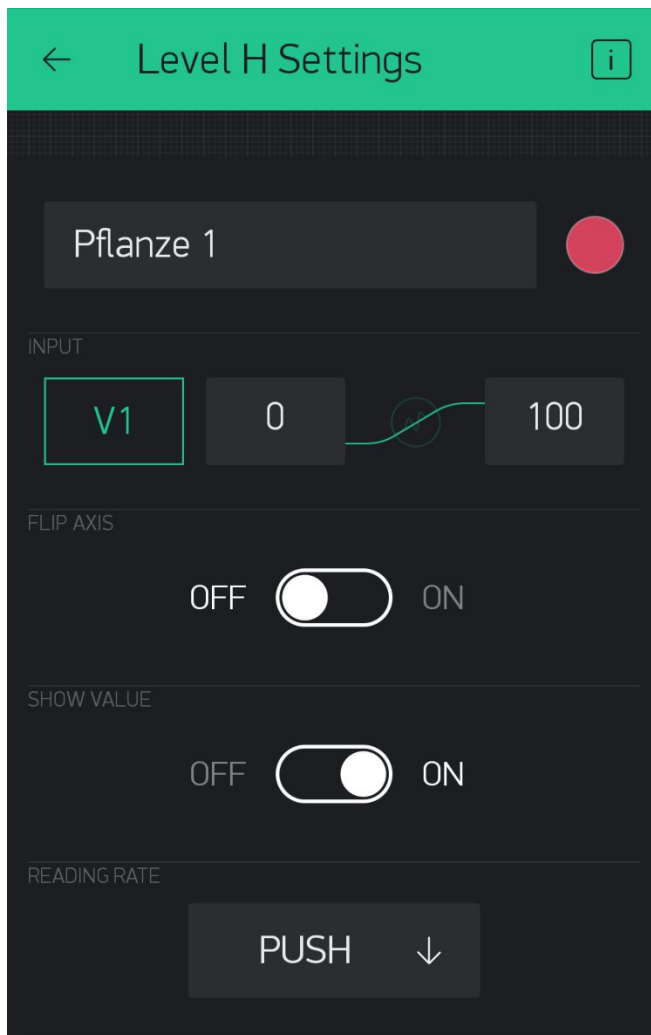 ← Level H Settings i
Pflanze 1
INPUT
V1 0 100
FLIP AXIS
OFF ON
SHOW VALUE
OFF ON
READING RATE
PUSH ↓